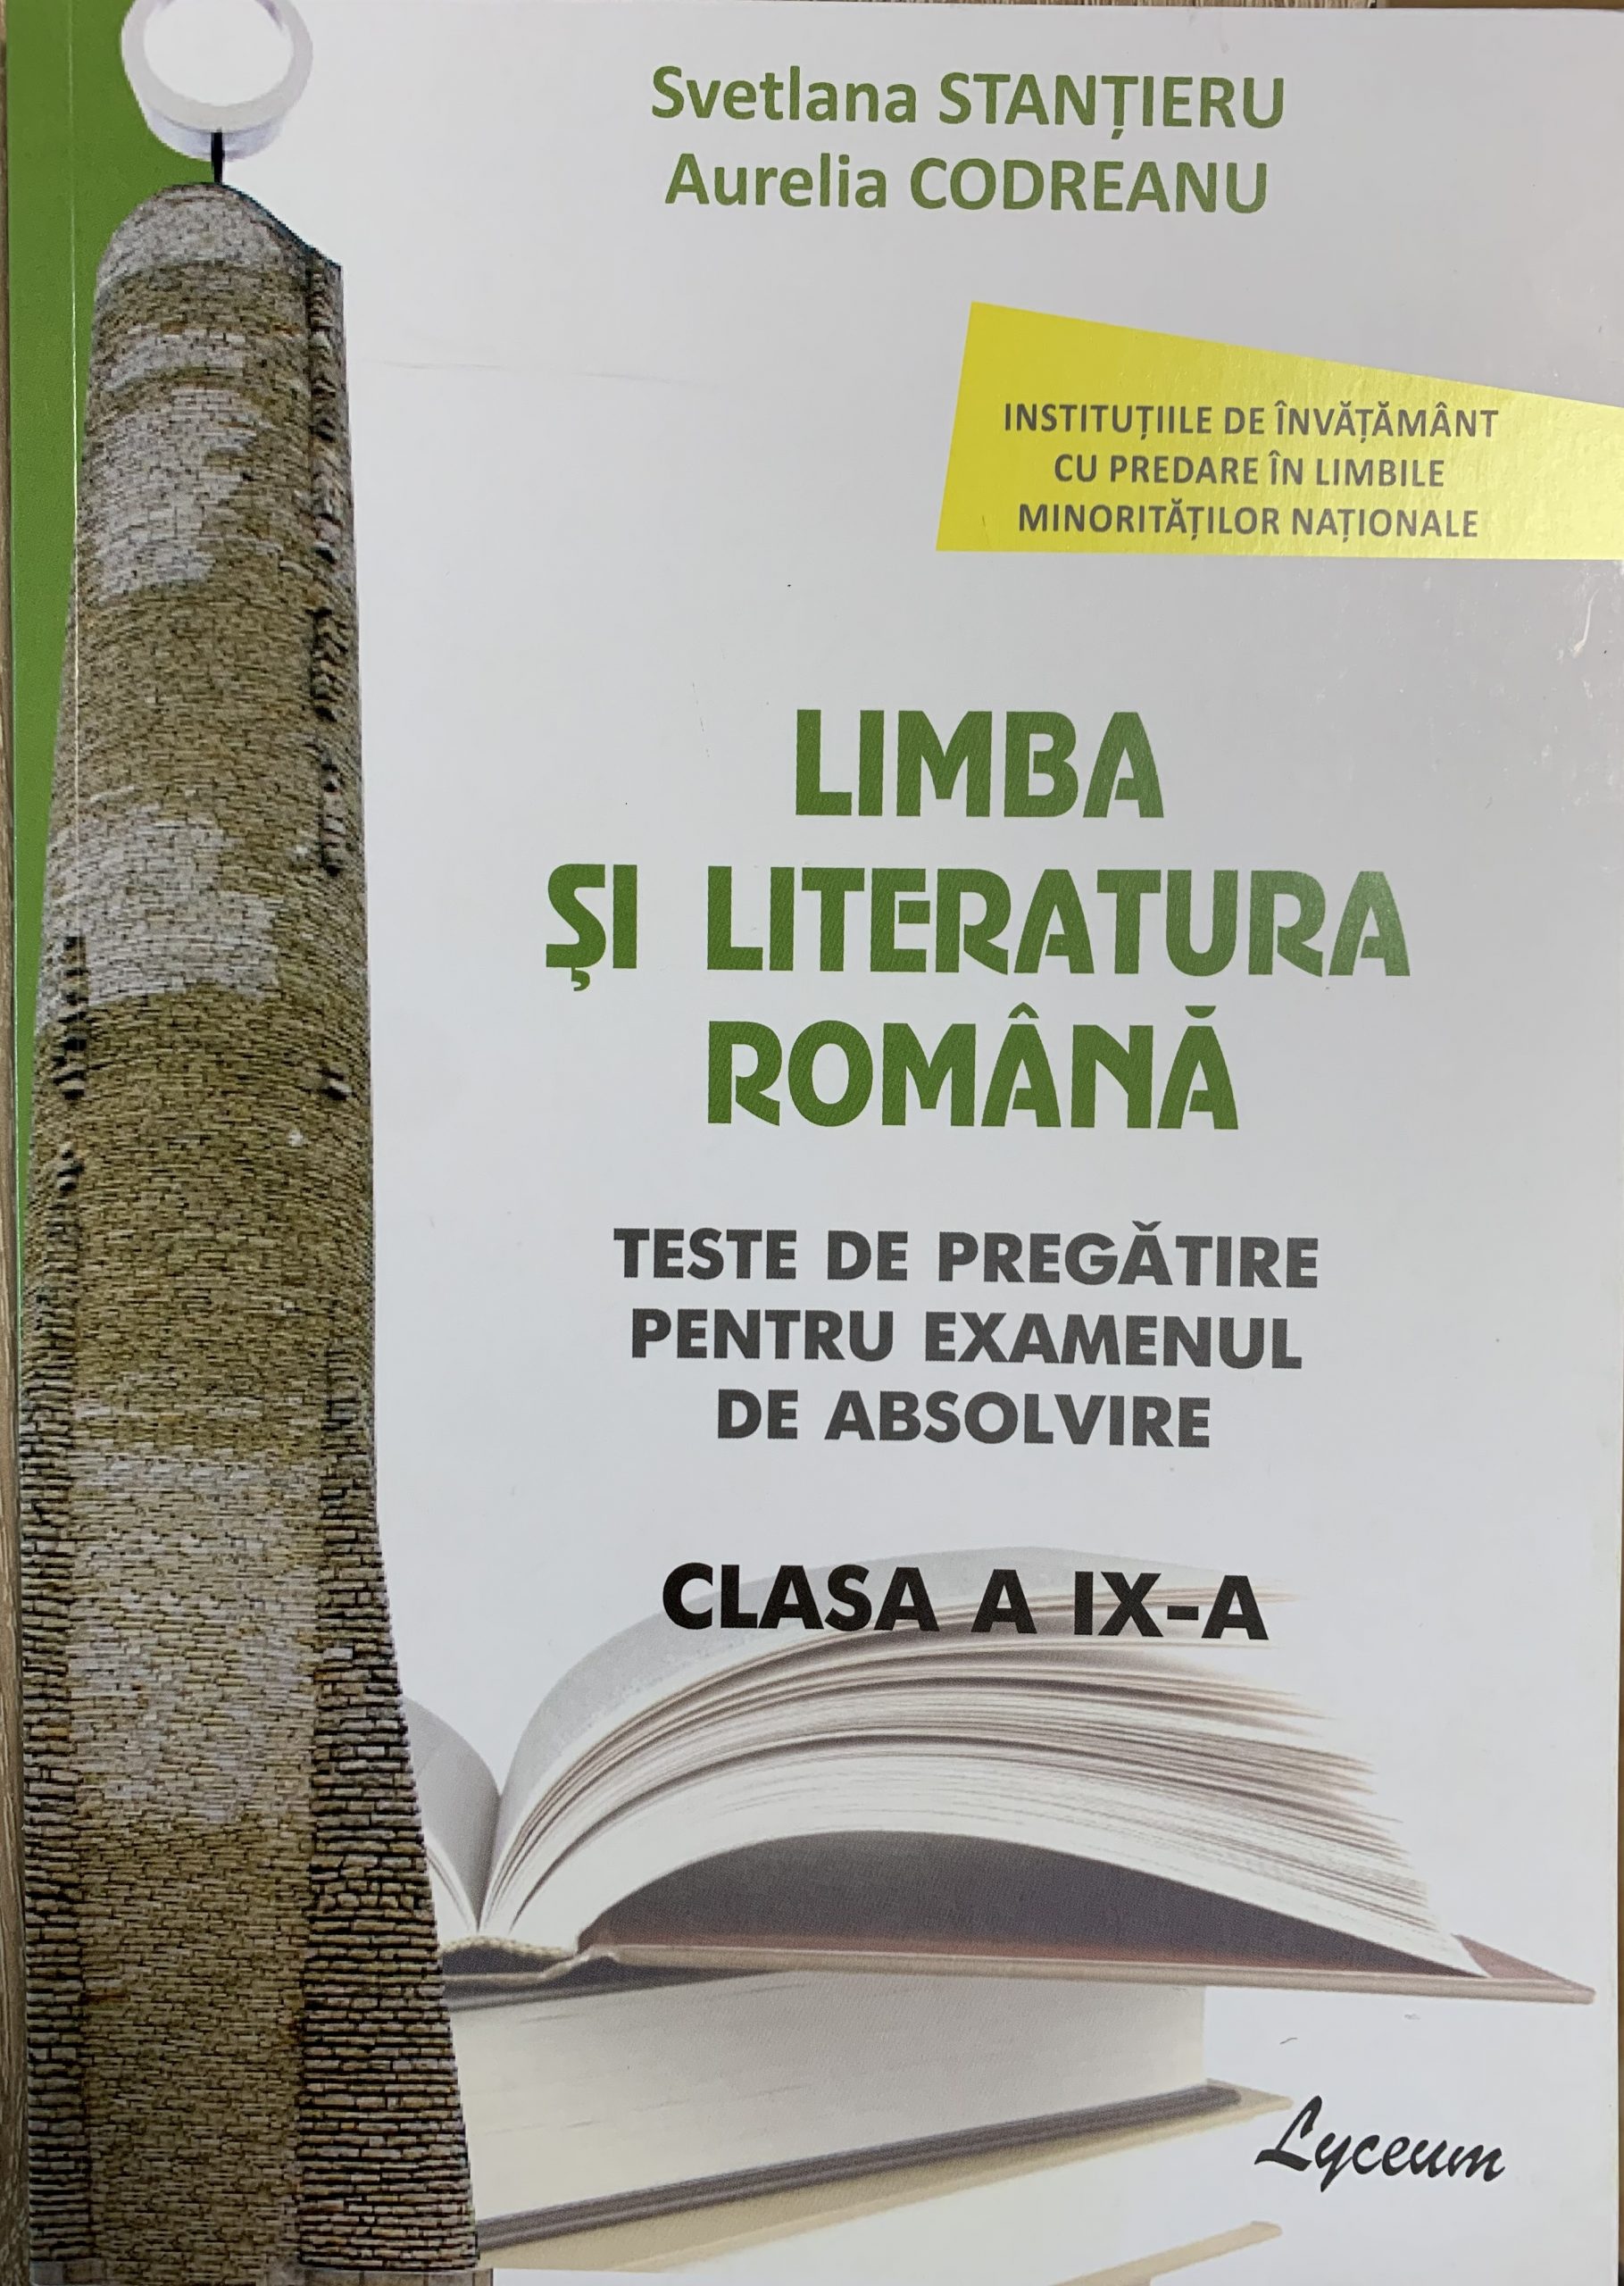 Svetlana STANȚIERU
Aurelia CODREANU
INSTITUȚIILE DE ÎNVĂȚĂMÂNT
CU PREDARE ÎN LIMBILE
MINORITĂȚILOR NAȚIONALE
LIMBA
ȘI LITERATURA
ROMÂNĂ
TESTE DE PREGĂTIRE
PENTRU EXAMENUL
DE ABSOLVIRE
CLASA A IX-A
Lyceum